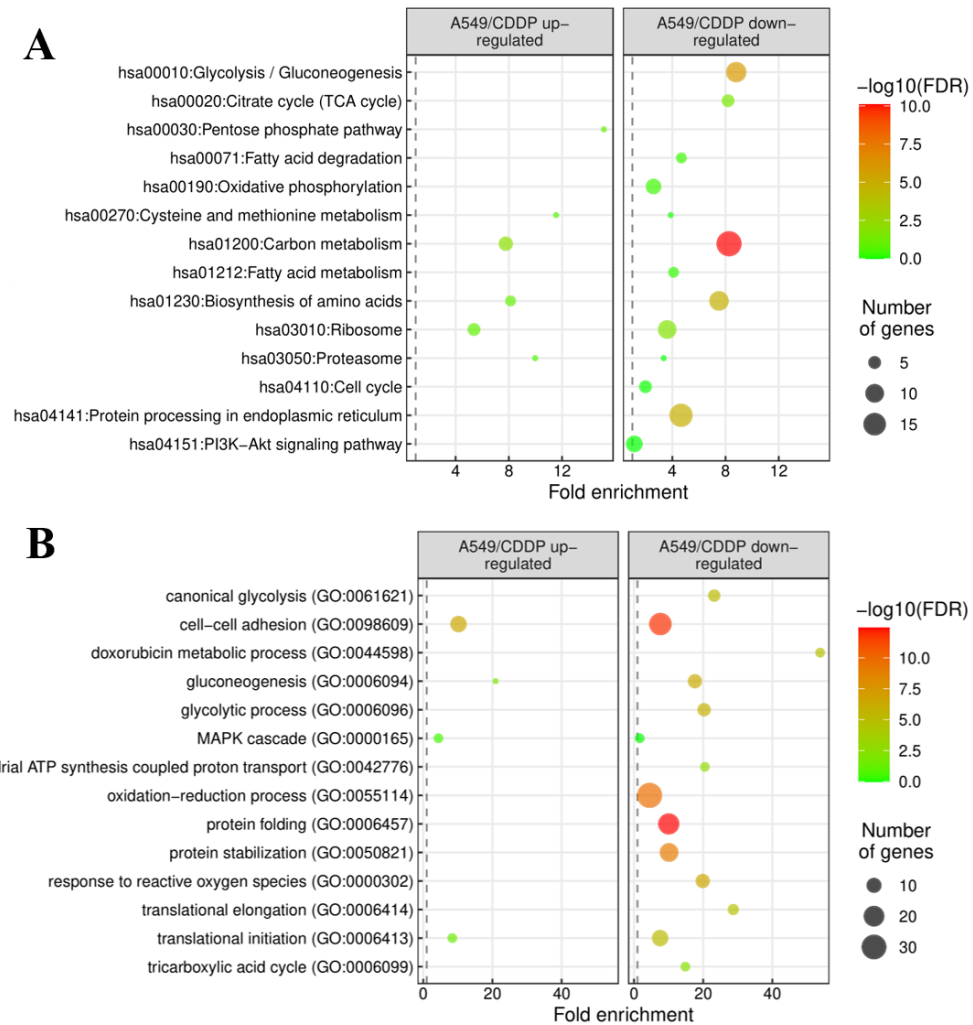 A
A549/CDDP up−
regulated
A549/CDDP down−
regulated
hsa00010:Glycolysis / Gluconeogenesis
hsa00020:Citrate cycle (TCA cycle)
hsa00030:Pentose phosphate pathway
hsa00071:Fatty acid degradation
hsa00190:Oxidative phosphorylation
hsa00270:Cysteine and methionine metabolism
hsa01200:Carbon metabolism
hsa01212:Fatty acid metabolism
hsa01230:Biosynthesis of amino acids
hsa03010:Ribosome
hsa03050:Proteasome
hsa04110:Cell cycle
hsa04141:Protein processing in endoplasmic reticulum
hsa04151:PI3K−Akt signaling pathway
4 8 12 4 8 12
Fold enrichment
−log10(FDR)
10.0
7.5
5.0
2.5
0.0
Number
of genes
5
10
15
B
A549/CDDP up−
regulated
A549/CDDP down−
regulated
canonical glycolysis (GO:0061621)
cell−cell adhesion (GO:0098609)
doxorubicin metabolic process (GO:0044598)
gluconeogenesis (GO:0006094)
glycolytic process (GO:0006096)
MAPK cascade (GO:0000165)
drial ATP synthesis coupled proton transport (GO:0042776)
oxidation−reduction process (GO:0055114)
protein folding (GO:0006457)
protein stabilization (GO:0050821)
response to reactive oxygen species (GO:0000302)
translational elongation (GO:0006414)
translational initiation (GO:0006413)
tricarboxylic acid cycle (GO:0006099)
0 20 40 0 20 40
Fold enrichment
−log10(FDR)
10.0
7.5
5.0
2.5
0.0
Number
of genes
10
20
30